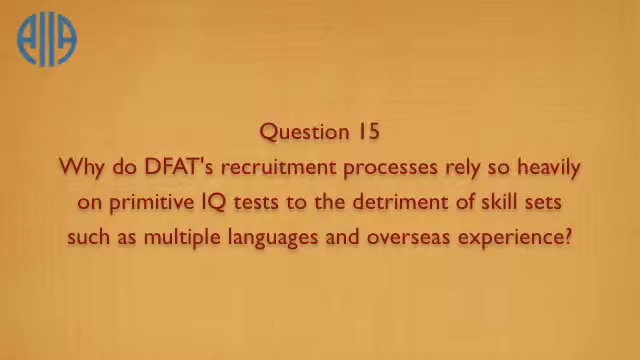 AIIA
Question 15
Why do DFAT's recruitment processes rely so heavily
on primitive IQ tests to the detriment of skill sets
such as multiple languages and overseas experience?